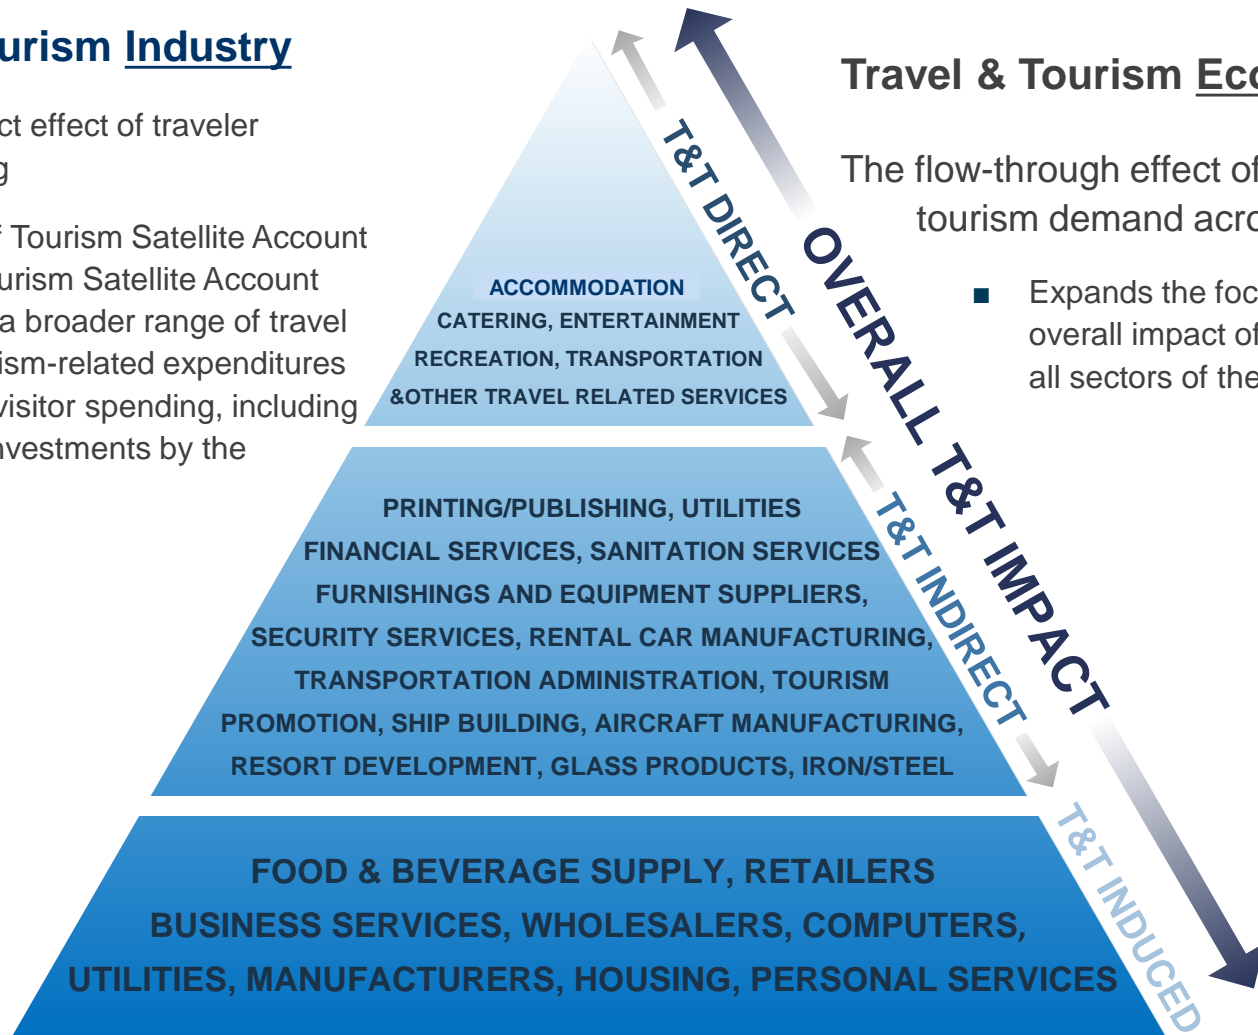 urism Industry
ct effect of traveler
g
f Tourism Satellite Account
urism Satellite Account
a broader range of travel
ism-related expenditures
visitor spending, including
nvestments by the
ACCOMMODATION
CATERING, ENTERTAINMENT
RECREATION, TRANSPORTATION
&OTHER TRAVEL RELATED SERVICES
PRINTING/PUBLISHING, UTILITIES
FINANCIAL SERVICES, SANITATION SERVICES
FURNISHINGS AND EQUIPMENT SUPPLIERS,
SECURITY SERVICES, RENTAL CAR MANUFACTURING,
TRANSPORTATION ADMINISTRATION, TOURISM
PROMOTION, SHIP BUILDING, AIRCRAFT MANUFACTURING,
RESORT DEVELOPMENT, GLASS PRODUCTS, IRON/STEEL
FOOD & BEVERAGE SUPPLY, RETAILERS
BUSINESS SERVICES, WHOLESALERS, COMPUTERS,
UTILITIES, MANUFACTURERS, HOUSING, PERSONAL SERVICES
T&T DIRECT
T&T INDIRECT
T&T INDUCED
OVERALL T&T IMPACT
Travel & Tourism Eco
The flow-through effect of
tourism demand acro
■ Expands the foc
overall impact of
all sectors of the